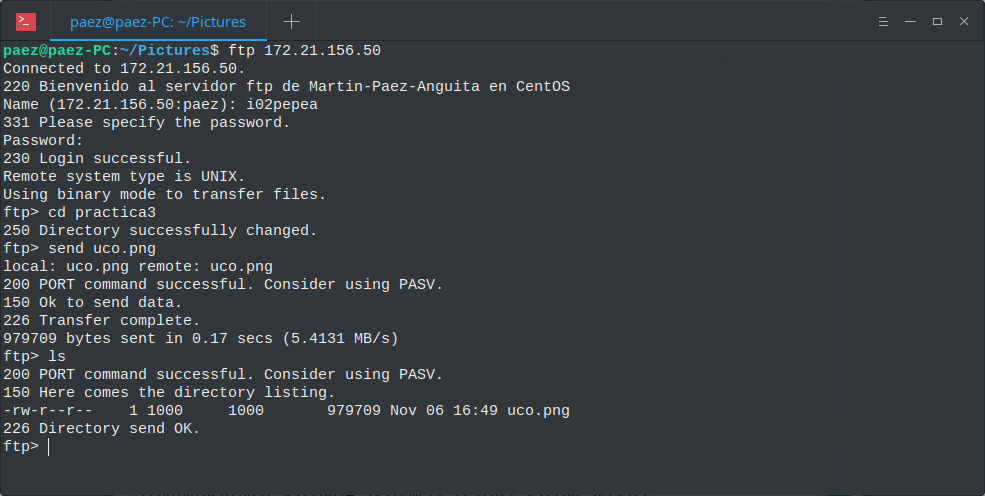 paez@paez-PC: ~/Pictures
paez@paez-PC:~/Pictures$ ftp 172.21.156.50
Connected to 172.21.156.50.
220 Bienvenido al servidor ftp de Martin-Paez-Anguita en CentOS
Name (172.21.156.50:paez): i02pepea
331 Please specify the password.
Password:
230 Login successful.
Remote system type is UNIX.
Using binary mode to transfer files.
ftp> cd practica3
250 Directory successfully changed.
ftp> send uco.png
local: uco.png remote: uco.png
200 PORT command successful. Consider using PASV.
150 Ok to send data.
226 Transfer complete.
979709 bytes sent in 0.17 secs (5.4131 MB/s)
ftp> ls
200 PORT command successful. Consider using PASV.
150 Here comes the directory listing.
-rw-r--r--    1 1000     1000       979709 Nov 06 16:49 uco.png
226 Directory send OK.
ftp>